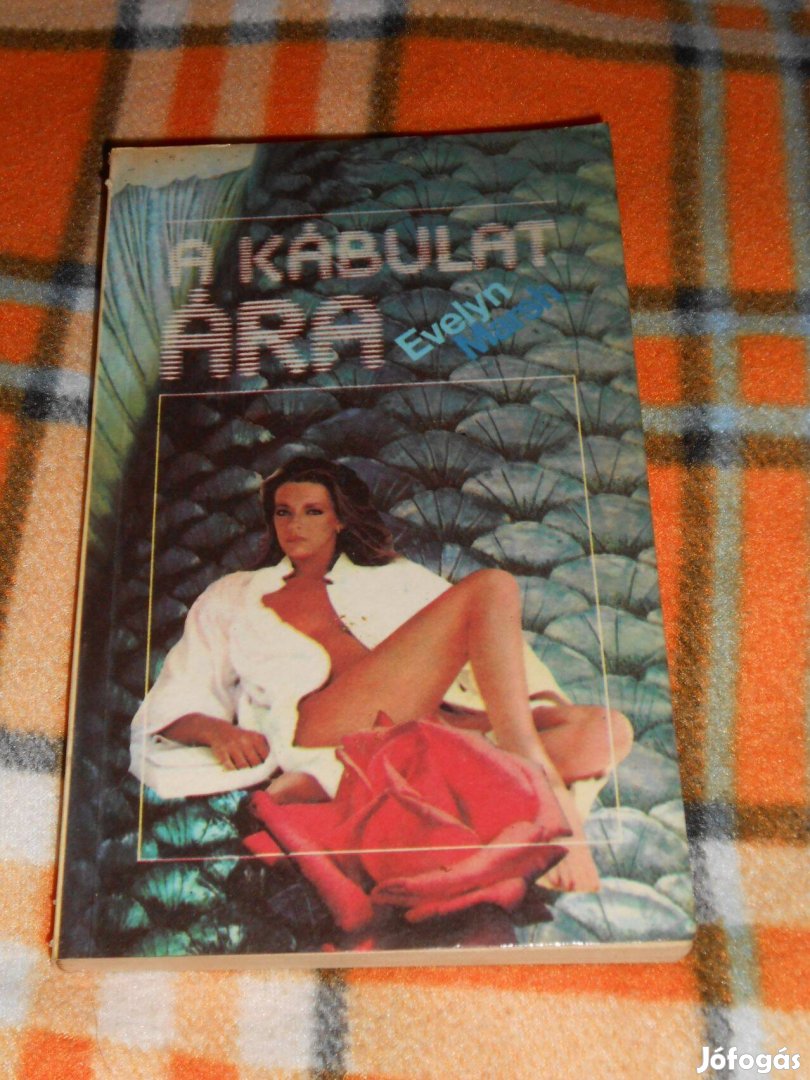 A KÁBULAT
ÁRA
Evelyn
Marsh
Jófogás